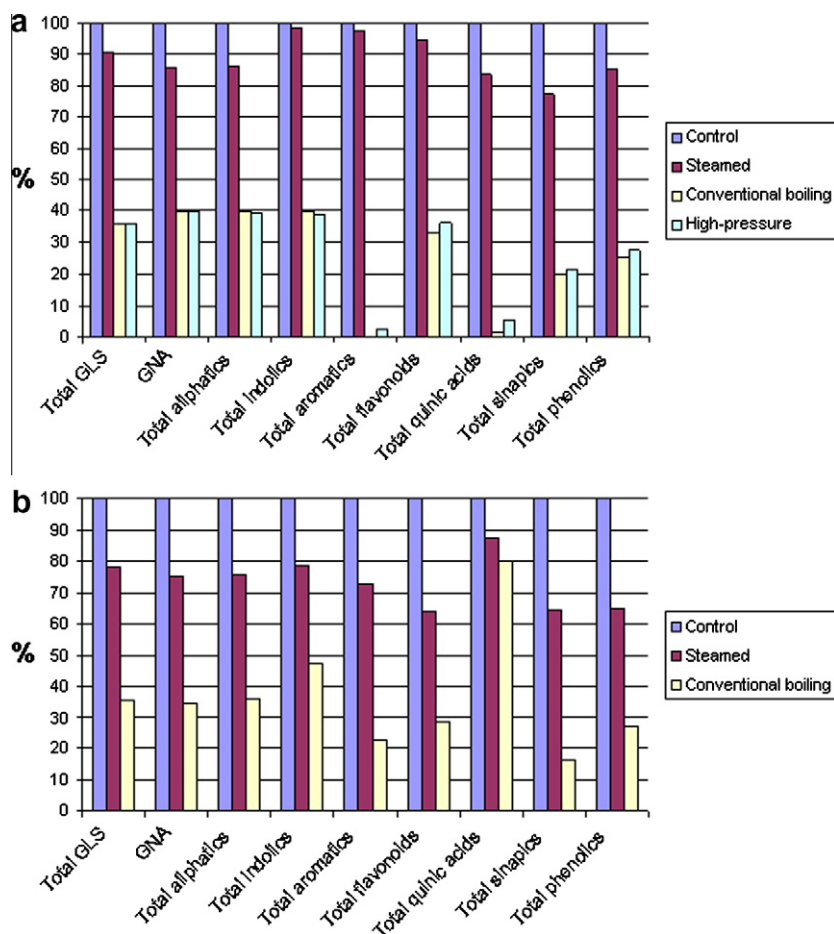 a
100
90
80
70
60
50
40
30
20
10
0
%
Total GLS
GNA
Total aliphatics
Total Indolics
Total aromatics
Total flavonoids
Total quinic acids
Total sinapics
Total phenolics
Control
Steamed
Conventional boiling
High-pressure
b
100
90
80
70
60
50
40
30
20
10
0
%
Total GLS
GNA
Total aliphatics
Total Indolics
Total aromatics
Total flavonoids
Total quinic acids
Total sinapics
Total phenolics
Control
Steamed
Conventional boiling